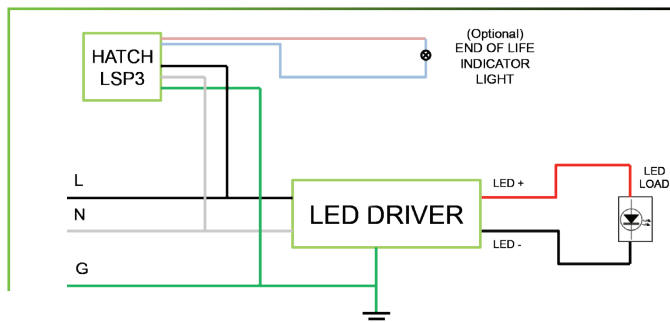 HATCH
LSP3
(Optional)
END OF LIFE
INDICATOR
LIGHT
L
N
G
LED DRIVER
LED +
LED -
LED
LOAD